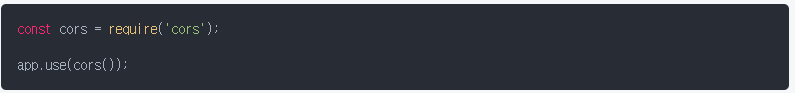 const cors = require('cors');
app.use(cors());